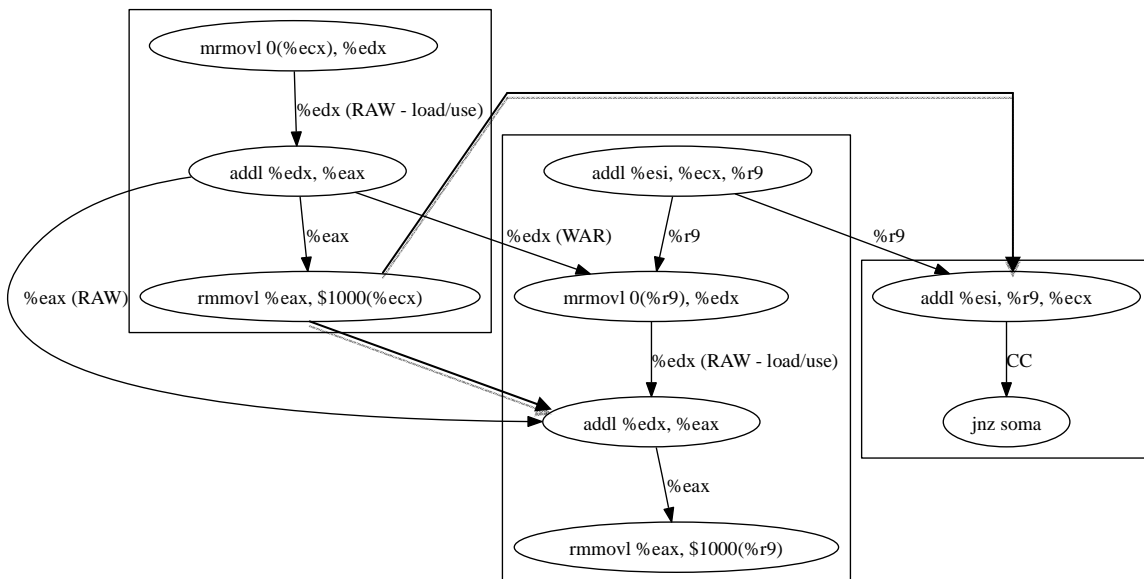 mrmovl 0(%ecx), %edx
%edx (RAW - load/use)
addl %edx, %eax
addl %esi, %ecx, %r9
%eax
%edx (WAR)
%r9
%r9
%eax (RAW)
rmmovl %eax, $1000(%ecx)
mrmovl 0(%r9), %edx
addl %esi, %r9, %ecx
%edx (RAW - load/use)
CC
addl %edx, %eax
jnz soma
%eax
rmmovl %eax, $1000(%r9)